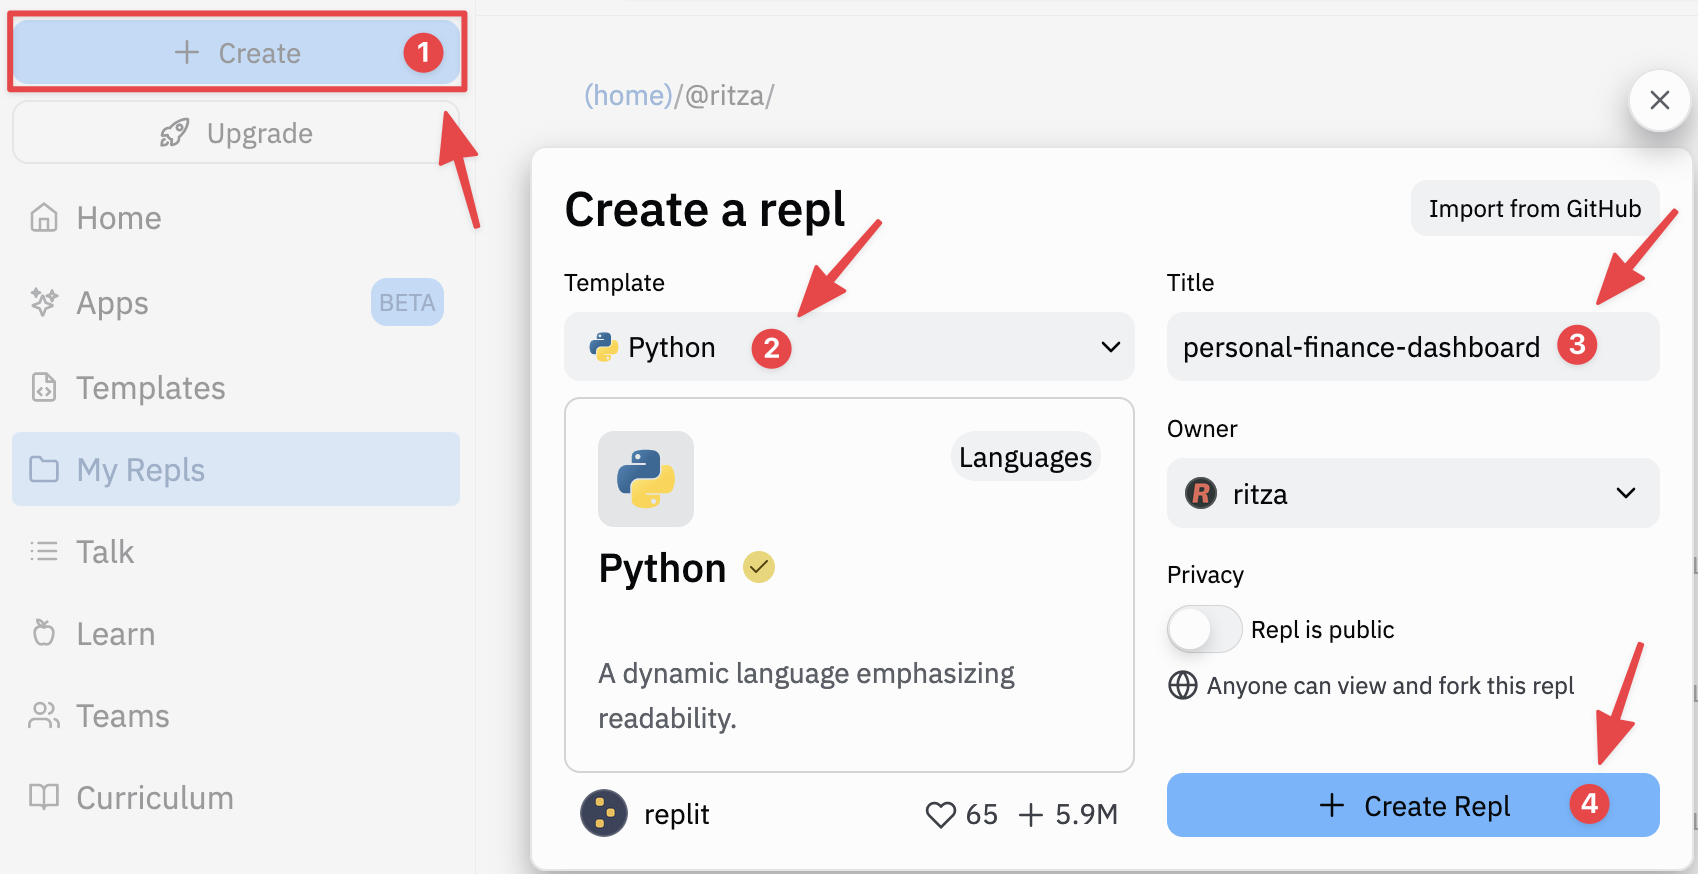 Create 1
Upgrade
Home
Apps BETA
Templates
My Repls
Talk
Learn
Teams
Curriculum
(home)/@ritza/
Create a repl
Import from GitHub
Template
Python 2
Languages
Python
A dynamic language emphasizing
readability.
replit 65 5.9M
Title
personal-finance-dashboard 3
Owner
R ritza
Privacy
Repl is public
Anyone can view and fork this repl
Create Repl 4